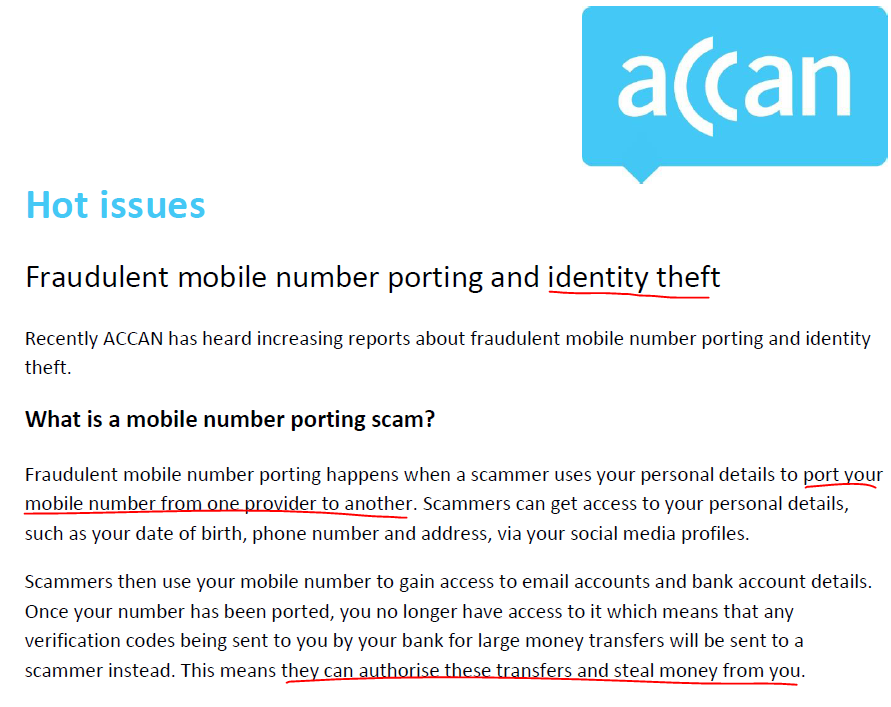 accan
Hot issues
Fraudulent mobile number porting and identity theft
Recently ACCAN has heard increasing reports about fraudulent mobile number porting and identity
theft.
What is a mobile number porting scam?
Fraudulent mobile number porting happens when a scammer uses your personal details to port your
mobile number from one provider to another. Scammers can get access to your personal details,
such as your date of birth, phone number and address, via your social media profiles.
Scammers then use your mobile number to gain access to email accounts and bank account details.
Once your number has been ported, you no longer have access to it which means that any
verification codes being sent to you by your bank for large money transfers will be sent to a
scammer instead. This means they can authorise these transfers and steal money from you.